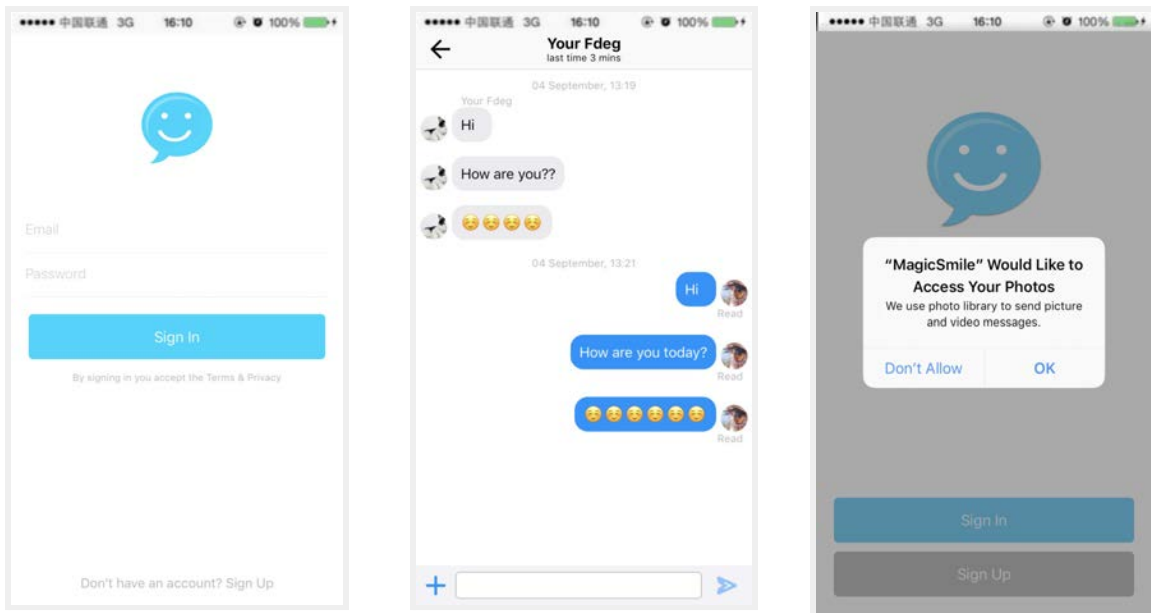 中国联通 3G 16:10 100%
Email
Password
Sign In
By signing in you accept the Terms & Privacy
Don't have an account? Sign Up
中国联通 3G 16:10 100%
Your Fdeg
last time 3 mins
04 September, 13:19
Your Fdeg
Hi
How are you??
☺️☺️☺️☺️
04 September, 13:21
Hi
Read
How are you today?
Read
☺️☺️☺️☺️☺️☺️
Read
中国联通 3G 16:10 100%
“MagicSmile” Would Like to
Access Your Photos
We use photo library to send picture
and video messages.
Don't Allow OK
Sign In
Sign Up